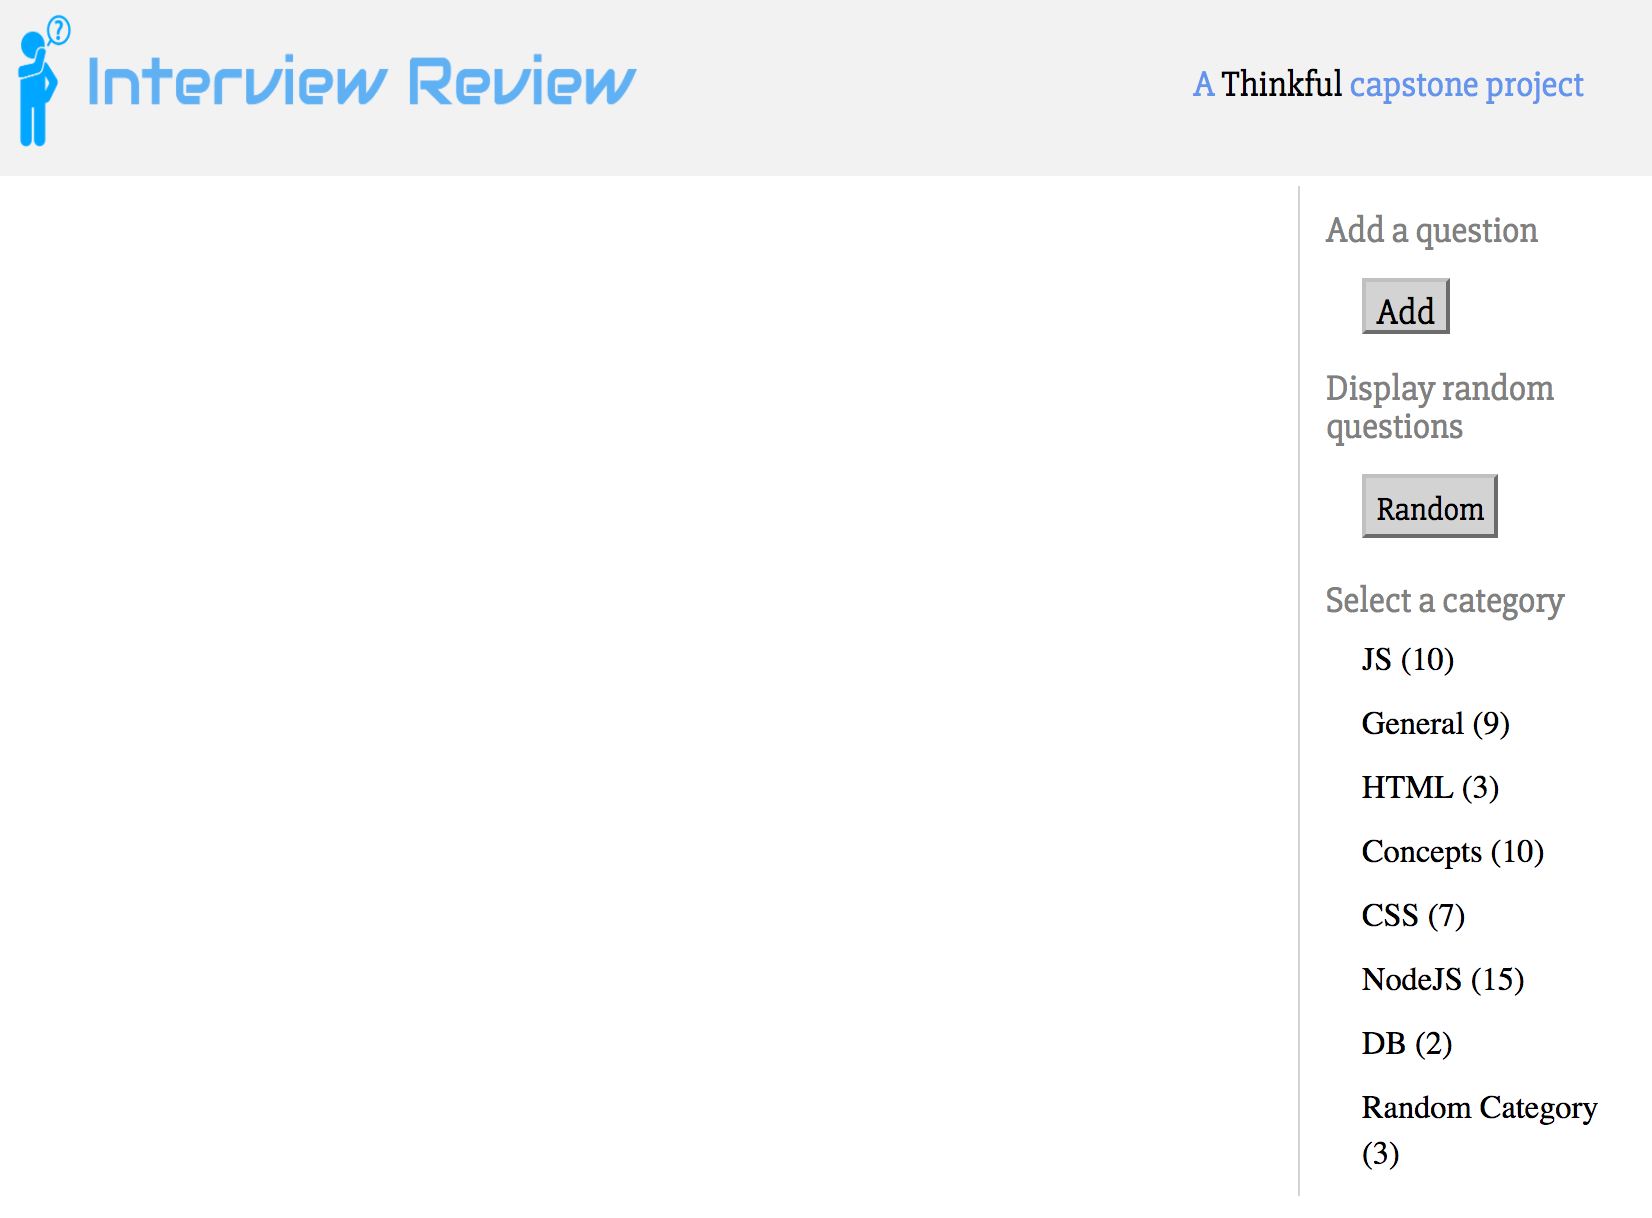 ?
Interview Review
A Thinkful capstone project
Add a question
Add
Display random
questions
Random
Select a category
JS (10)
General (9)
HTML (3)
Concepts (10)
CSS (7)
NodeJS (15)
DB (2)
Random Category
(3)